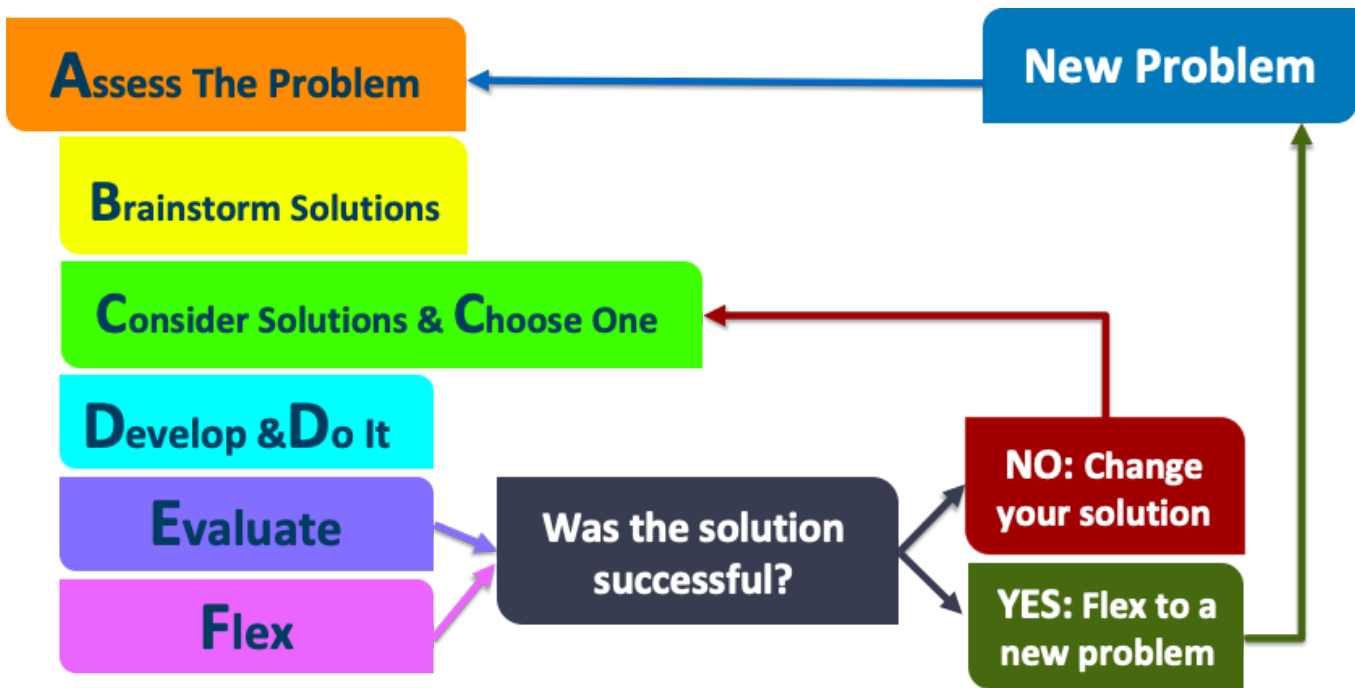 Assess The Problem
New Problem
Brainstorm Solutions
Consider Solutions & Choose One
Develop &Do It
Evaluate
Flex
Was the solution
successful?
NO: Change
your solution
YES: Flex to a
new problem